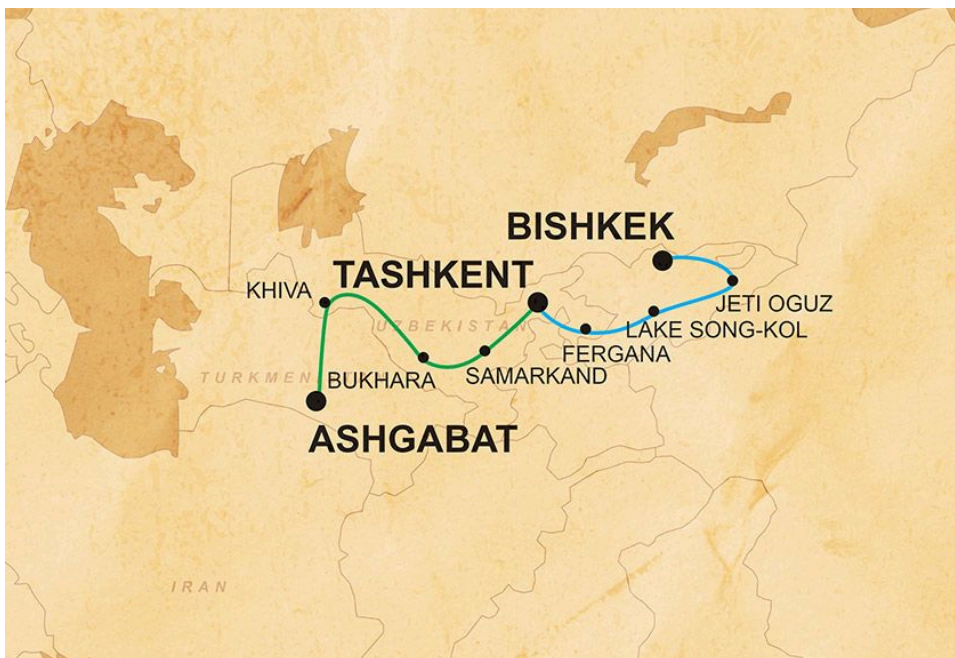 BISHKEK
TASHKENT
KHIVA
JETI OGUZ
UZBEKISTAN
LAKE SONG-KOL
FERGANA
TURKMEN
BUKHARA
SAMARKAND
ASHGABAT
IRAN